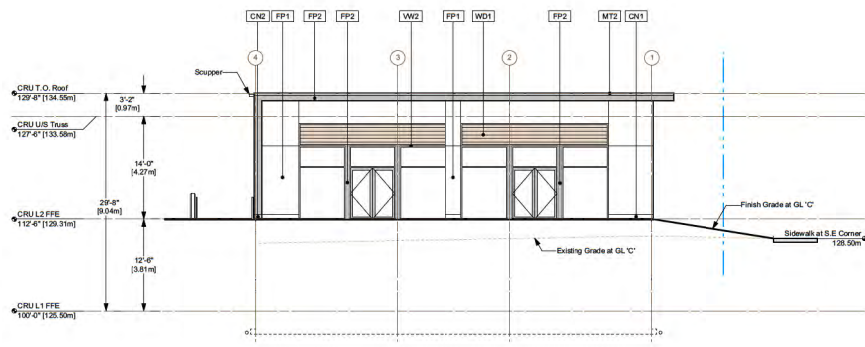 CN2 FP1 FP2 FP2 VW2 FP1 WD1 FP2 MT2 CN1
4 3 2 1
Scupper
CRU T.O. Roof
129'-8" [134.55m]
3'-2"
[0.97m]
CRU U/S Truss
127'-6" [133.58m]
14'-0"
[4.27m]
29'-8"
[9.04m]
Finish Grade at GL 'C'
CRU L2 FFE
112'-6" [129.31m]
Sidewalk at S.E Corner
128.50m
Existing Grade at GL 'C'
12'-6"
[3.81m]
CRU L1 FFE
100'-0" [125.50m]